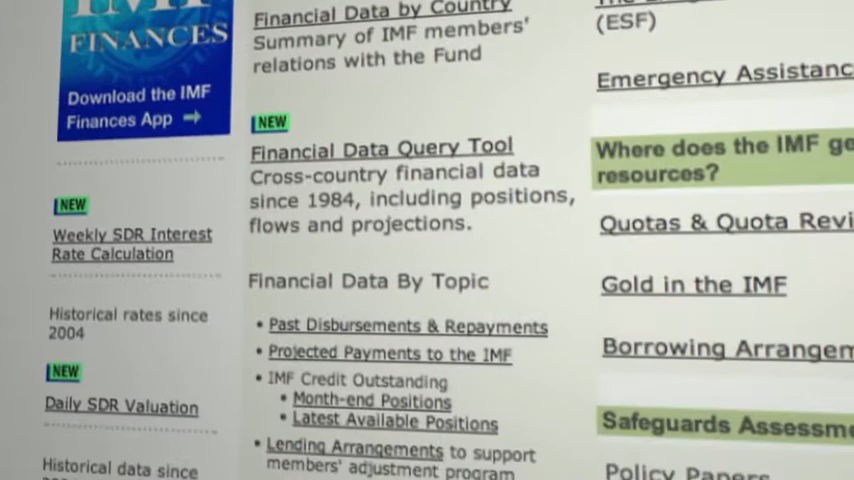 FINANCES
Download the IMF
Finances App
NEW
Weekly SDR Interest
Rate Calculation
Historical rates since
2004
NEW
Daily SDR Valuation
Historical data since
Financial Data by Country
Summary of IMF members'
relations with the Fund
NEW
Financial Data Query Tool
Cross-country financial data
since 1984, including positions,
flows and projections.
Financial Data By Topic
• Past Disbursements & Repayments
• Projected Payments to the IMF
• IMF Credit Outstanding
• Month-end Positions
• Latest Available Positions
• Lending Arrangements to support
members' adjustment program
(ESF)
Emergency Assistanc
Where does the IMF ge
resources?
Quotas & Quota Revi
Gold in the IMF
Borrowing Arrangem
Safeguards Assessme
Policy Papers